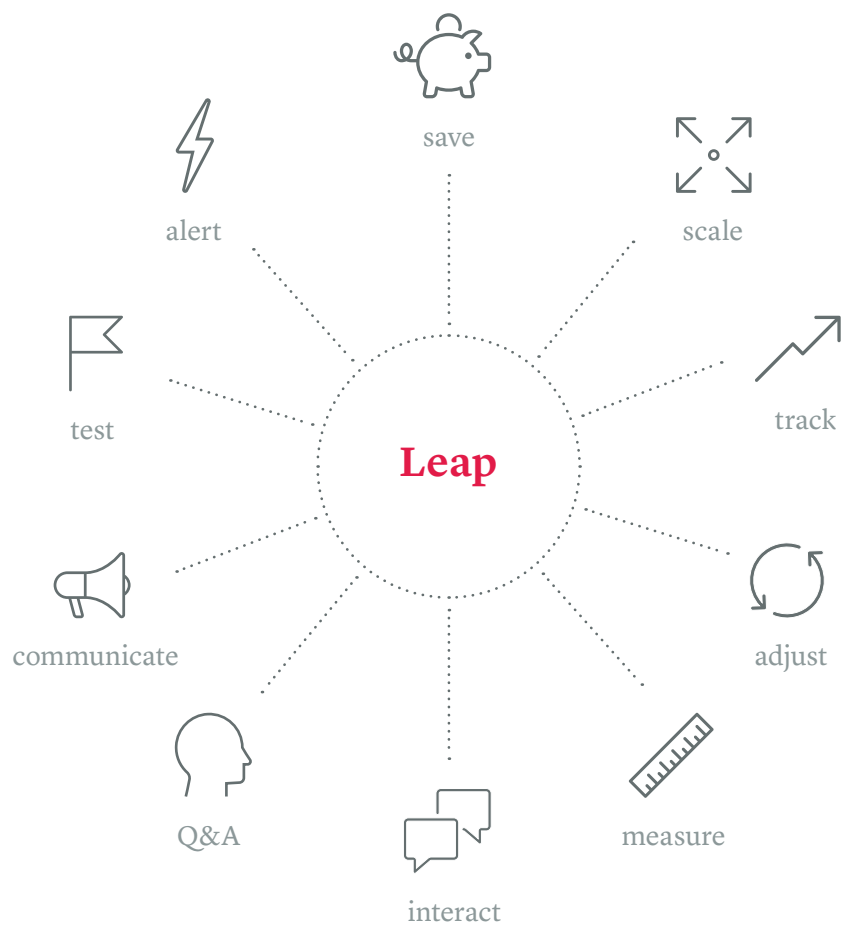 save
alert
scale
test
track
Leap
communicate
adjust
Q&A
measure
interact